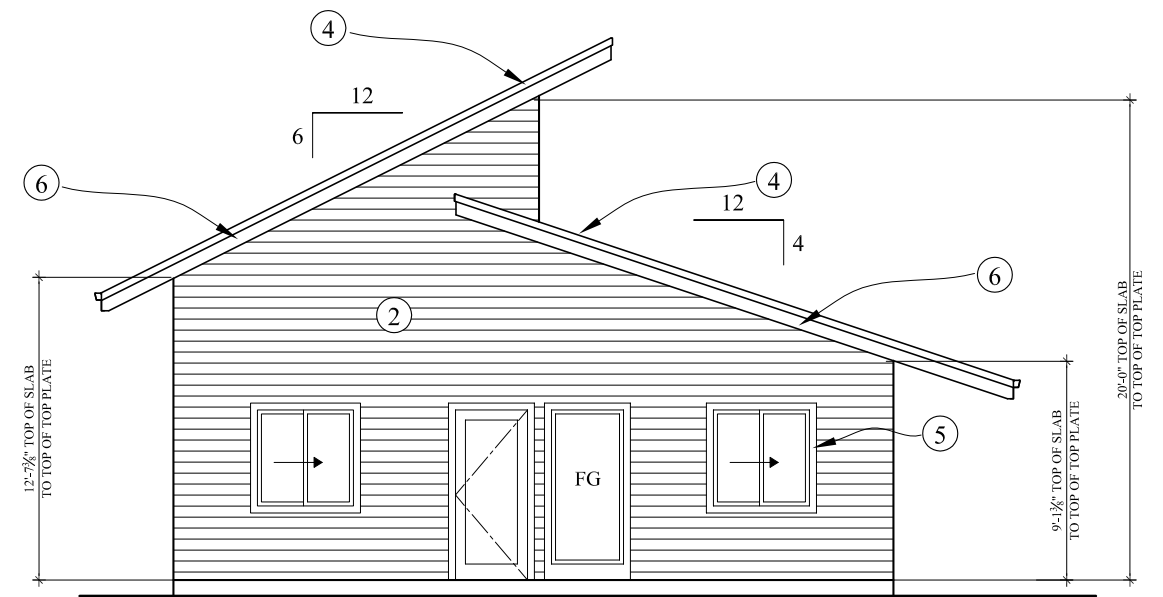 4
12
6
6
4
12
4
6
2
12'-7⅜" TOP OF SLAB
TO TOP OF TOP PLATE
20'-0" TOP OF SLAB
TO TOP OF TOP PLATE
9'-1⅜" TOP OF SLAB
TO TOP OF TOP PLATE
5
FG